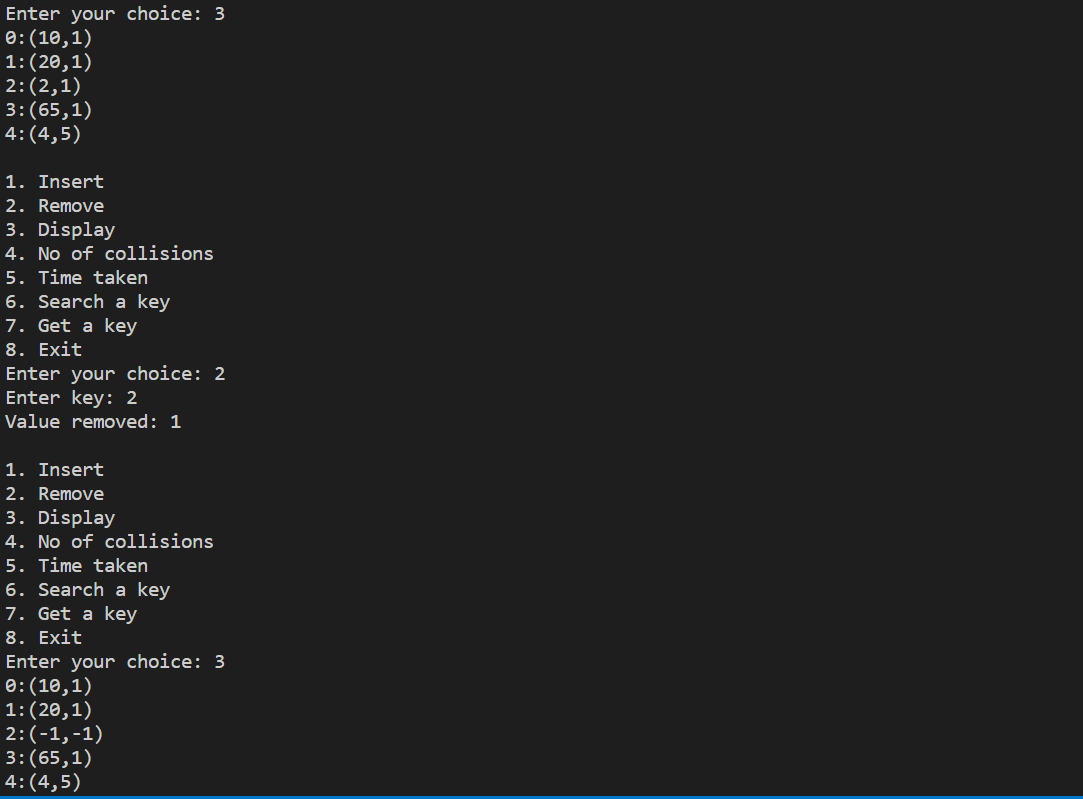 Enter your choice: 3
0:(10,1)
1:(20,1)
2:(2,1)
3:(65,1)
4:(4,5)
1. Insert
2. Remove
3. Display
4. No of collisions
5. Time taken
6. Search a key
7. Get a key
8. Exit
Enter your choice: 2
Enter key: 2
Value removed: 1
1. Insert
2. Remove
3. Display
4. No of collisions
5. Time taken
6. Search a key
7. Get a key
8. Exit
Enter your choice: 3
0:(10,1)
1:(20,1)
2:(-1,-1)
3:(65,1)
4:(4,5)